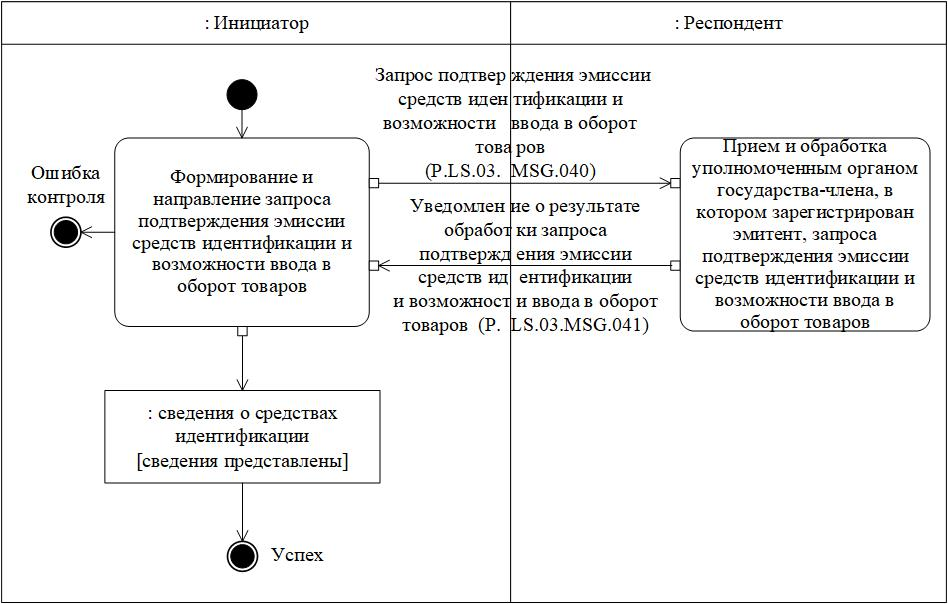 : Инициатор
: Респондент
Запрос подтверждения эмиссии
средств идентификации и
возможности ввода в оборот
товаров
(P.LS.03. MSG.040)
Ошибка
контроля
Формирование и
направление запроса
подтверждения эмиссии
средств идентификации и
возможности ввода в
оборот товаров
Уведомление о результате
обработки запроса
подтверждения эмиссии
средств идентификации
и возможности ввода в оборот
товаров (P. LS.03.MSG.041)
Прием и обработка
уполномоченным органом
государства-члена, в
котором зарегистрирован
эмитент, запроса
подтверждения эмиссии
средств идентификации и
возможности ввода в
оборот товаров
: сведения о средствах
идентификации
[сведения представлены]
Успех